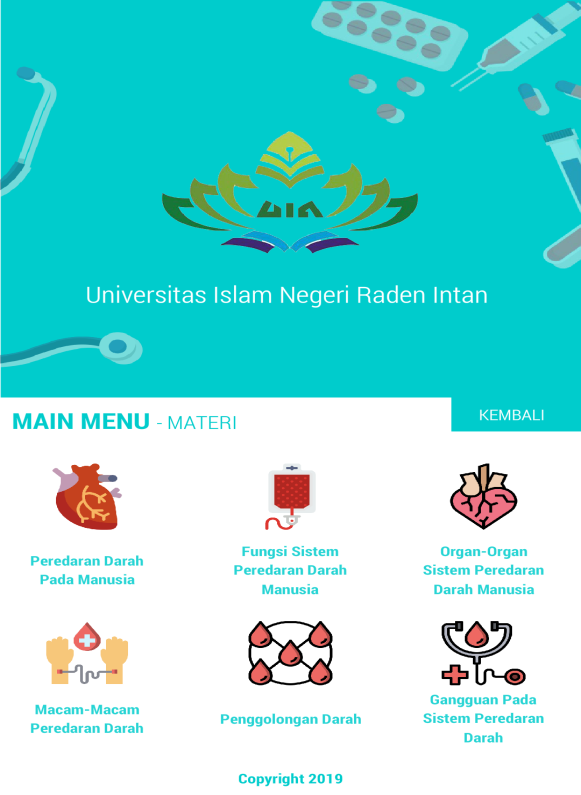 UIN
Universitas Islam Negeri Raden Intan
MAIN MENU - MATERI
KEMBALI
Peredaran Darah
Pada Manusia
Fungsi Sistem
Peredaran Darah
Manusia
Organ-Organ
Sistem Peredaran
Darah Manusia
Macam-Macam
Peredaran Darah
Penggolongan Darah
Gangguan Pada
Sistem Peredaran
Darah
Copyright 2019